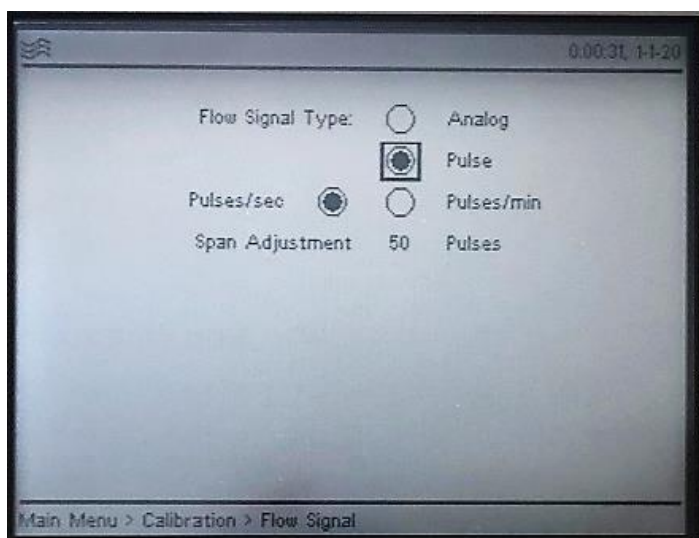 0:00:31, 1-1-20
Flow Signal Type: Analog
Pulse
Pulses/sec Pulses/min
Span Adjustment 50 Pulses
Main Menu > Calibration > Flow Signal